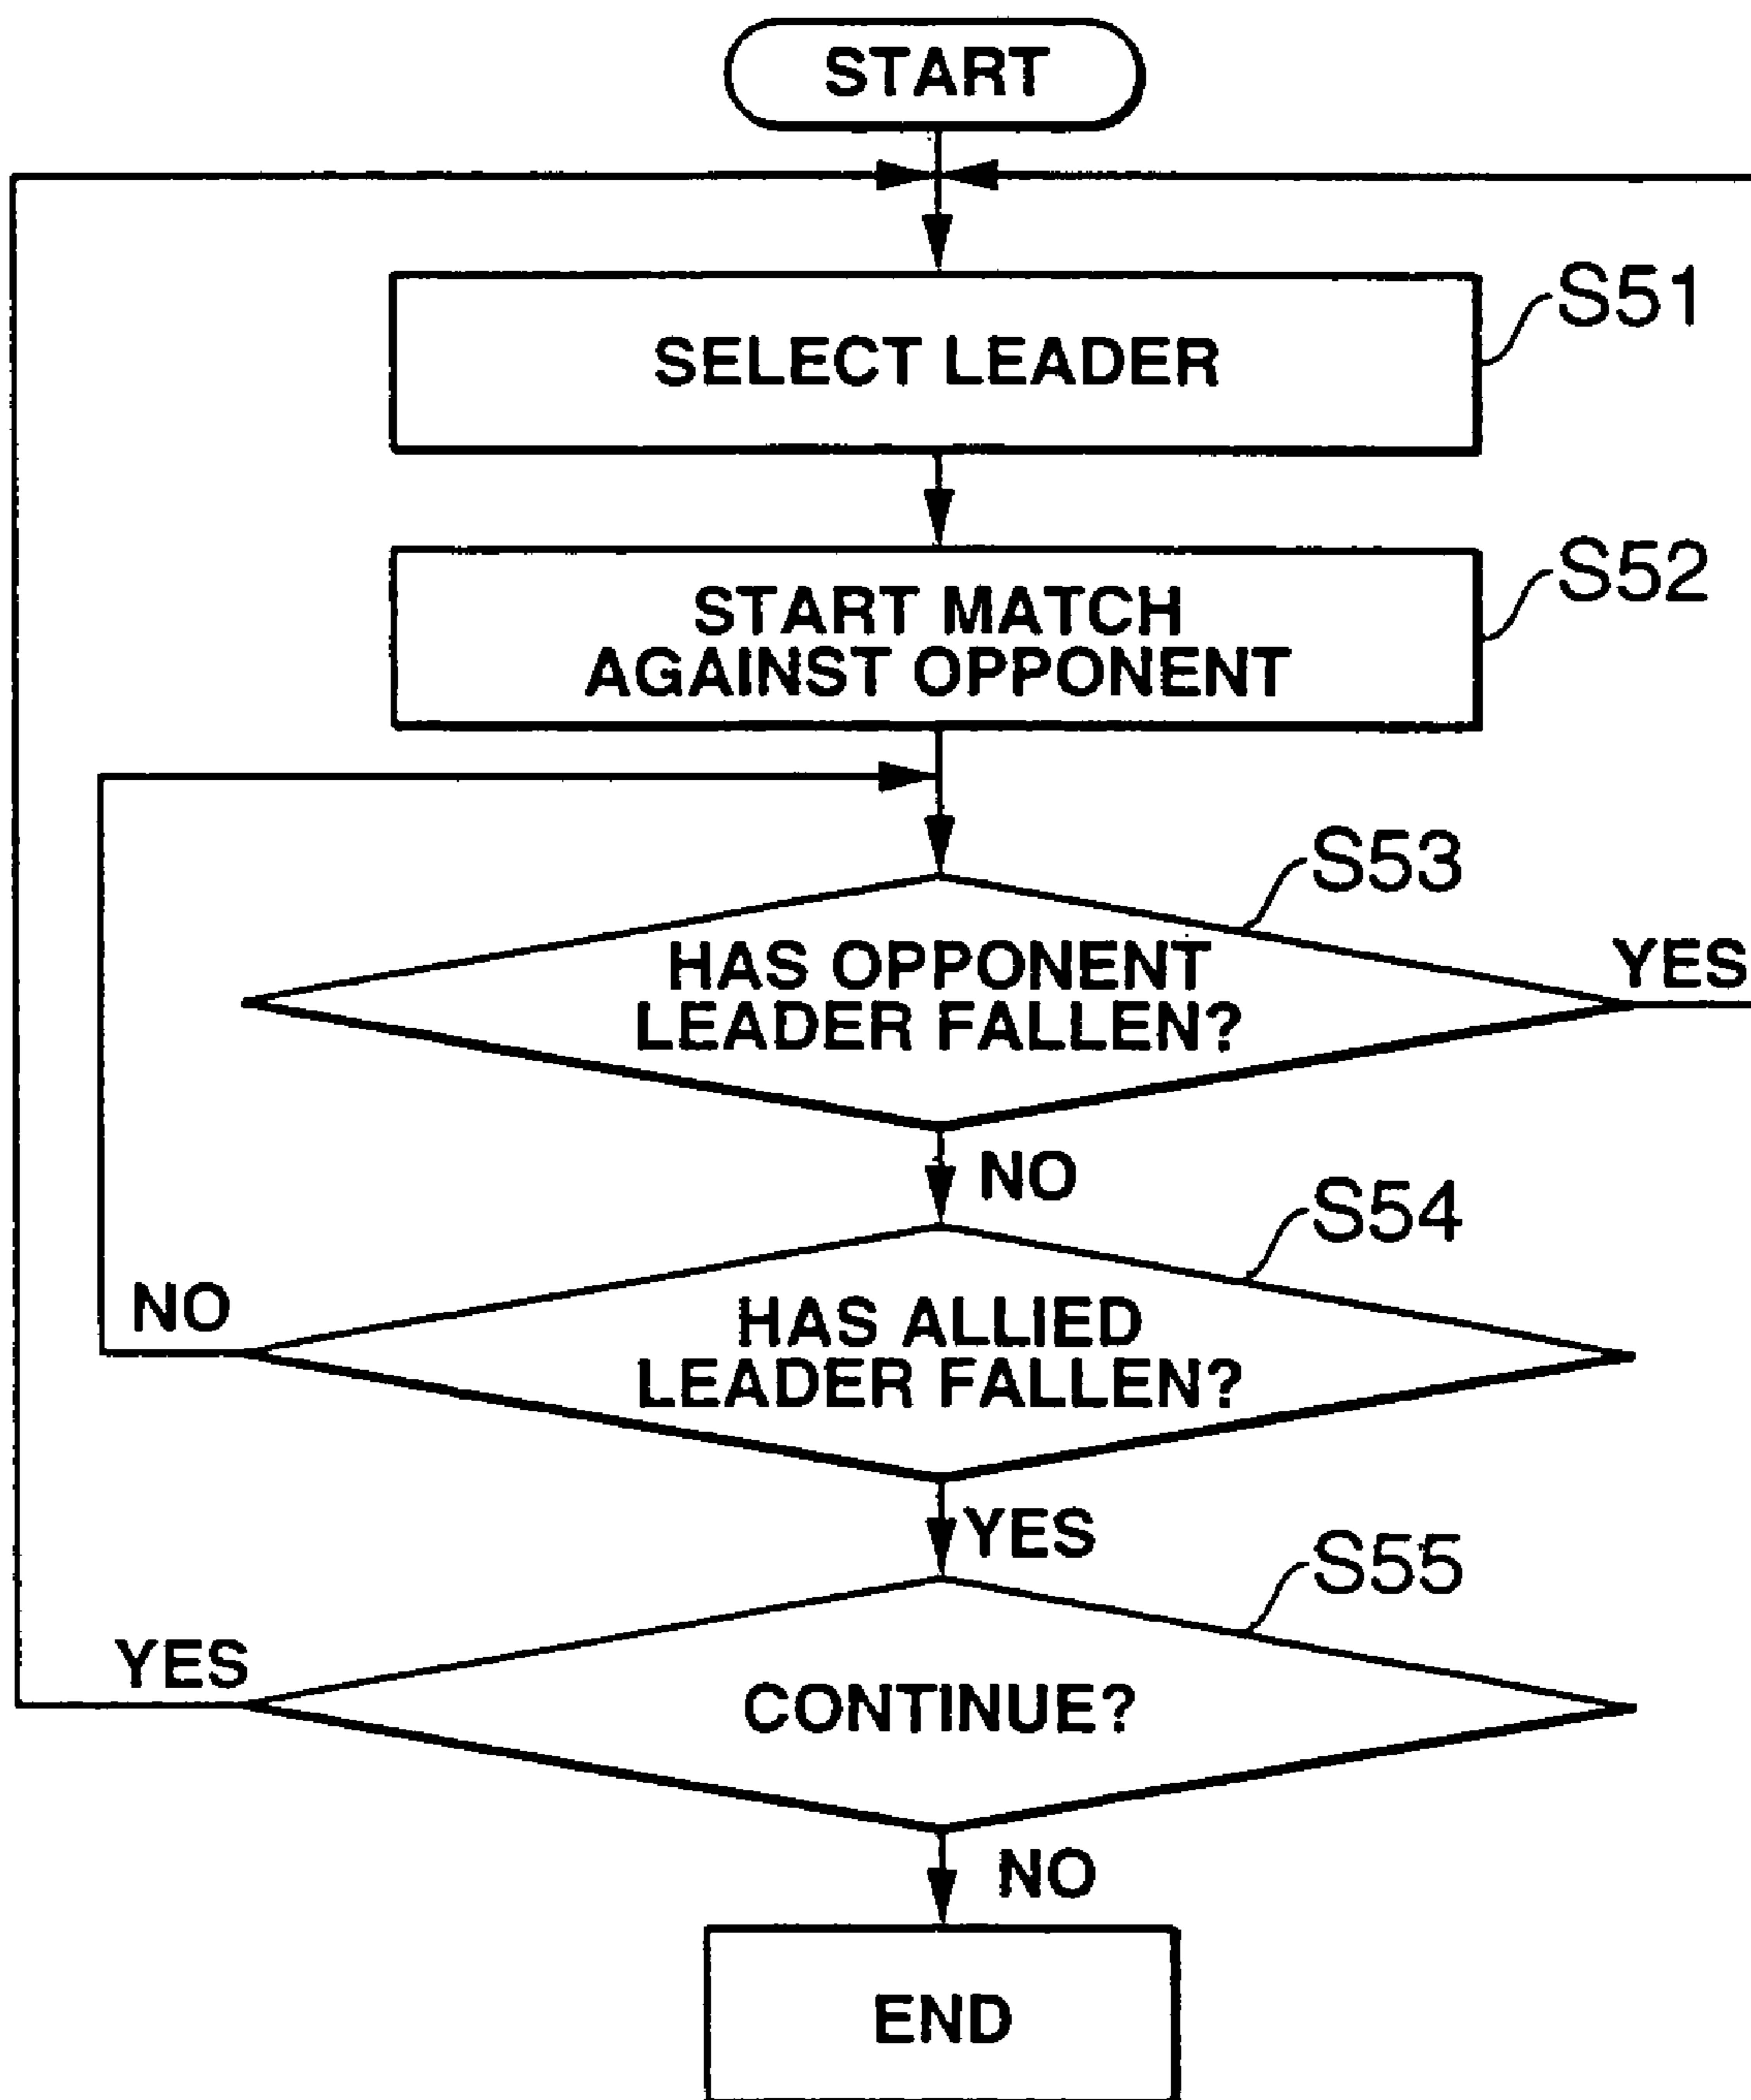 START
SELECT LEADER
S51
START MATCH
AGAINST OPPONENT
S52
S53
HAS OPPONENT
LEADER FALLEN?
YES
NO
S54
HAS ALLIED
LEADER FALLEN?
NO
YES
S55
CONTINUE?
YES
NO
END